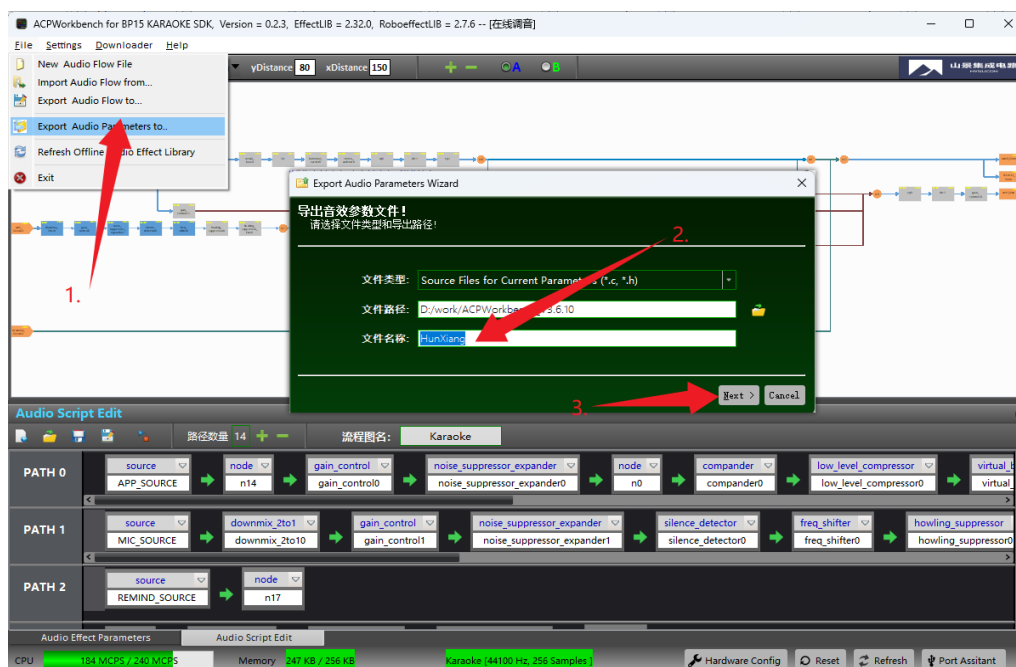 ACPWorkbench for BP15 KARAOKE SDK, Version = 0.2.3, EffectLIB = 2.32.0, RoboeffectLIB = 2.7.6 -- [在线调音]
File Settings Downloader Help
New Audio Flow File
yDistance 80 xDistance 150 A B
山景集成电路
Import Audio Flow from...
Export Audio Flow to...
Export Audio Parameters to..
Refresh Offline Audio Effect Library
Exit
Export Audio Parameters Wizard
导出音效参数文件！
请选择文件类型和导出路径!
2.
文件类型: Source Files for Current Parameters (*.c, *.h)
1.
文件路径: D:/work/ACPWorkbench_V3.6.10
文件名称: HunXiang
Next > Cancel
3.
Audio Script Edit
路径数量 14 流程图名: Karaoke
PATH 0
source node gain_control noise_suppressor_expander node compander low_level_compressor
APP_SOURCE n14 gain_control0 noise_suppressor_expander0 n0 compander0 low_level_compressor0 virtual_
PATH 1
source downmix_2to1 gain_control noise_suppressor_expander silence_detector freq_shifter howling_suppressor
MIC_SOURCE downmix_2to10 gain_control1 noise_suppressor_expander1 silence_detector0 freq_shifter0 howling_suppressor0
PATH 2
source node
REMIND_SOURCE n17
Audio Effect Parameters Audio Script Edit
CPU 184 MCPS / 240 MCPS Memory 247 KB / 256 KB Karaoke [44100 Hz, 256 Samples ] Hardware Config Reset Refresh Port Assitant